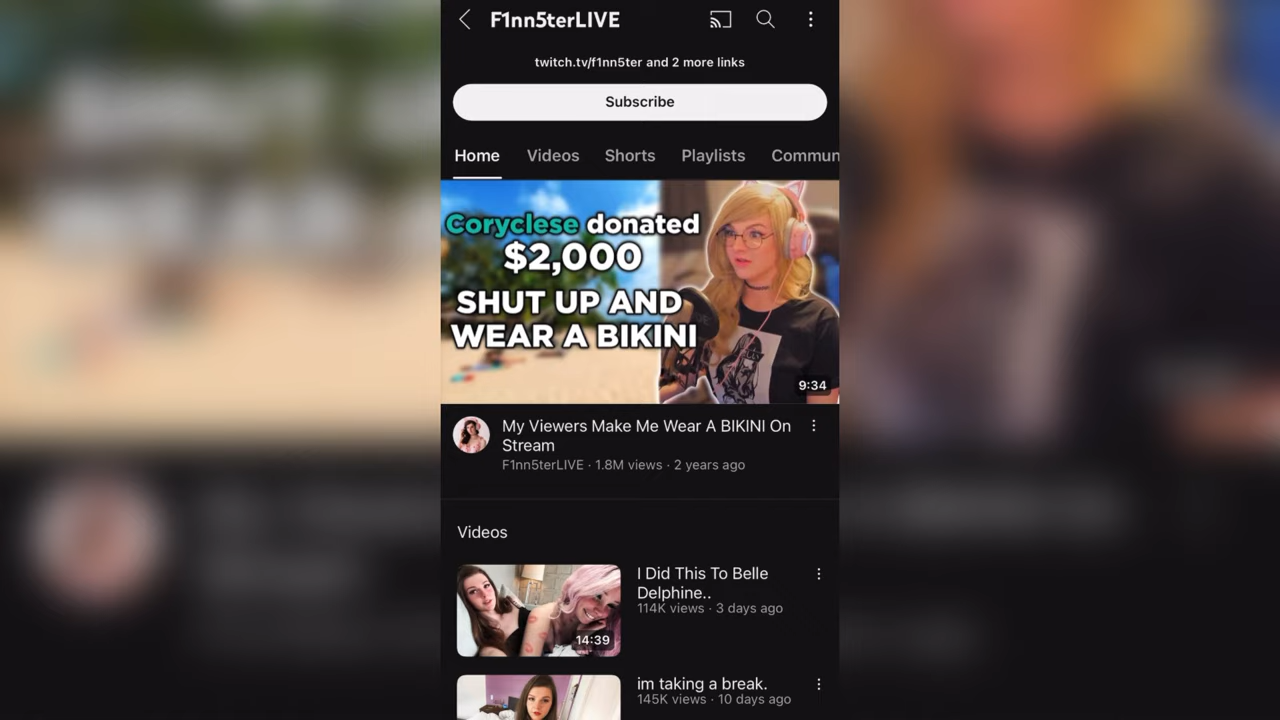 F1nn5terLIVE
twitch.tv/f1nn5ter and 2 more links
Subscribe
Home Videos Shorts Playlists Commun
Coryclese donated
$2,000
SHUT UP AND
WEAR A BIKINI
9:34
My Viewers Make Me Wear A BIKINI On
Stream
F1nn5terLIVE · 1.8M views · 2 years ago
Videos
I Did This To Belle
Delphine..
114K views · 3 days ago
14:39
im taking a break.
145K views · 10 days ago